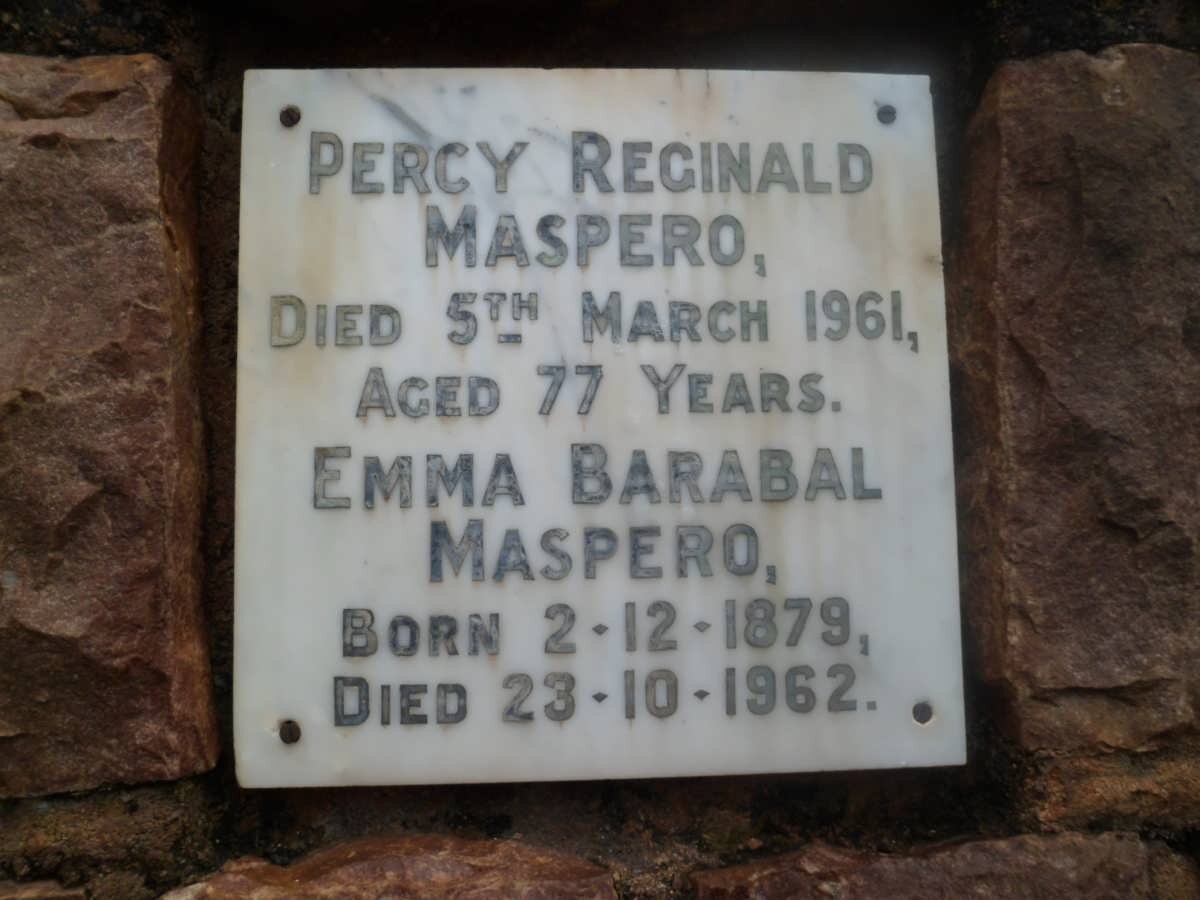 PERCY REGINALD
MASPERO,
DIED 5TH MARCH 1961,
AGED 77 YEARS.
EMMA BARABAL
MASPERO,
BORN 2-12-1879,
DIED 23-10-1962.